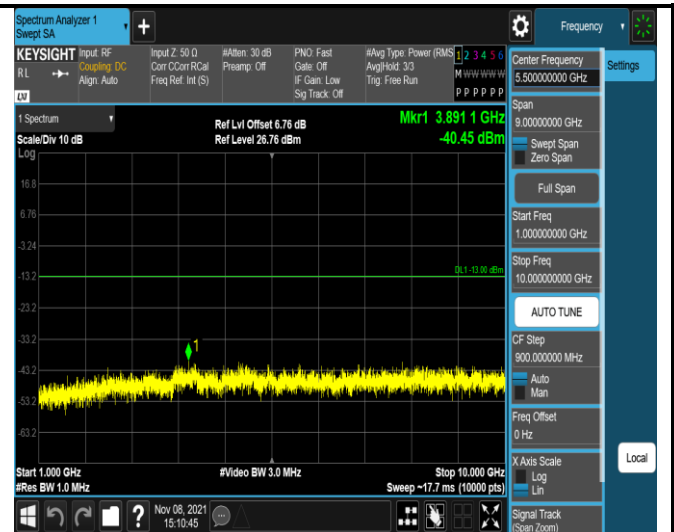 Spectrum Analyzer 1
Swept SA
Frequency
KEYSIGHT
Input: RF
Coupling: DC
Align: Auto
Input Z: 50 Ω
Corr CCorr RCal
Freq Ref: Int (S)
#Atten: 30 dB
Preamp: Off
PNO: Fast
Gate: Off
IF Gain: Low
Sig Track: Off
#Avg Type: Power (RMS
Avg|Hold: 3/3
Trig: Free Run
1 2 3 4 5 6
M W W W W W
P P P P P P
RL
LXI
1 Spectrum
Scale/Div 10 dB
Log
Ref Lvl Offset 6.76 dB
Ref Level 26.76 dBm
Mkr1 3.891 1 GHz
-40.45 dBm
16.8
6.76
-3.24
-13.2
DL1 -13.00 dBm
-23.2
-33.2
1
-43.2
-53.2
-63.2
Start 1.000 GHz
#Video BW 3.0 MHz
Stop 10.000 GHz
#Res BW 1.0 MHz
Sweep ~17.7 ms (10000 pts)
Nov 08, 2021
15:10:45
Center Frequency
5.500000000 GHz
Settings
Span
9.00000000 GHz
Swept Span
Zero Span
Full Span
Start Freq
1.000000000 GHz
Stop Freq
10.000000000 GHz
AUTO TUNE
CF Step
900.000000 MHz
Auto
Man
Freq Offset
0 Hz
X Axis Scale
Log
Lin
Local
Signal Track
(Span Zoom)